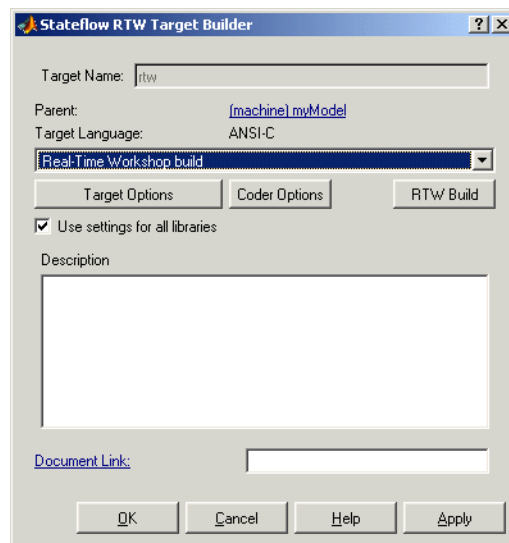 Stateflow RTW Target Builder
Target Name: rtw
Parent: (machine) myModel
Target Language: ANSI-C
Real-Time Workshop build
Target Options Coder Options RTW Build
Use settings for all libraries
Description
Document Link:
OK Cancel Help Apply